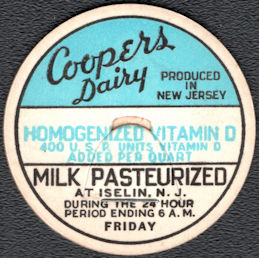 Coopers
Dairy
PRODUCED
IN
NEW JERSEY
HOMOGENIZED VITAMIN D
400 U.S.P. UNITS VITAMIN D
ADDED PER QUART
MILK PASTEURIZED
AT ISELIN, N.J.
DURING THE 24 HOUR
PERIOD ENDING 6 A.M.
FRIDAY